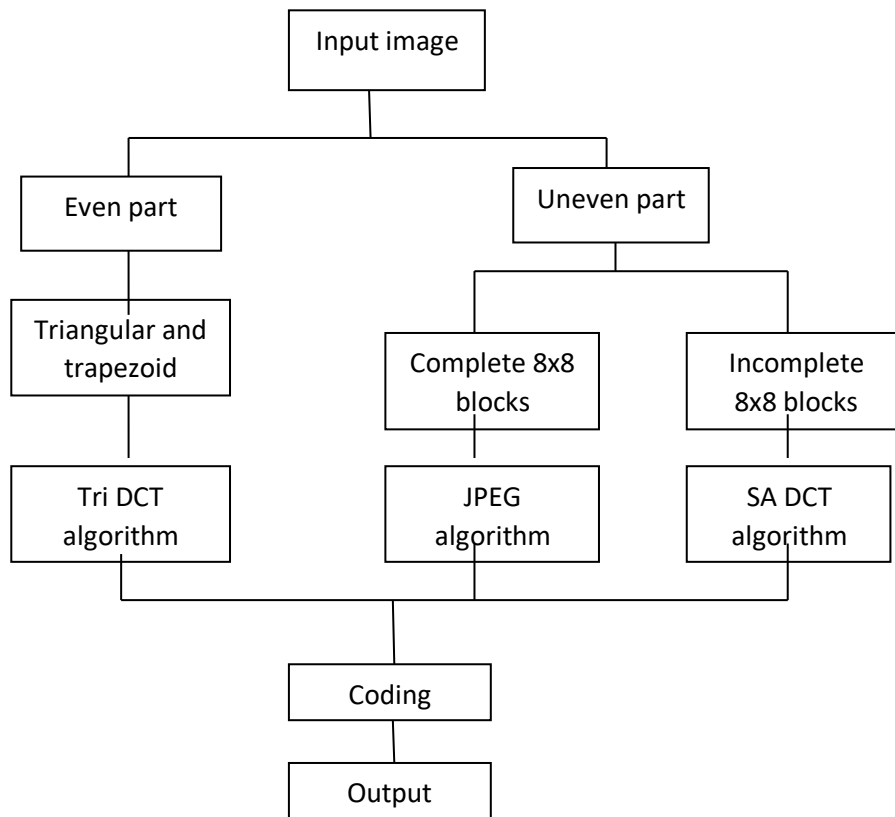 Input image
Even part
Uneven part
Triangular and
trapezoid
Complete 8x8
blocks
Incomplete
8x8 blocks
Tri DCT
algorithm
JPEG
algorithm
SA DCT
algorithm
Coding
Output